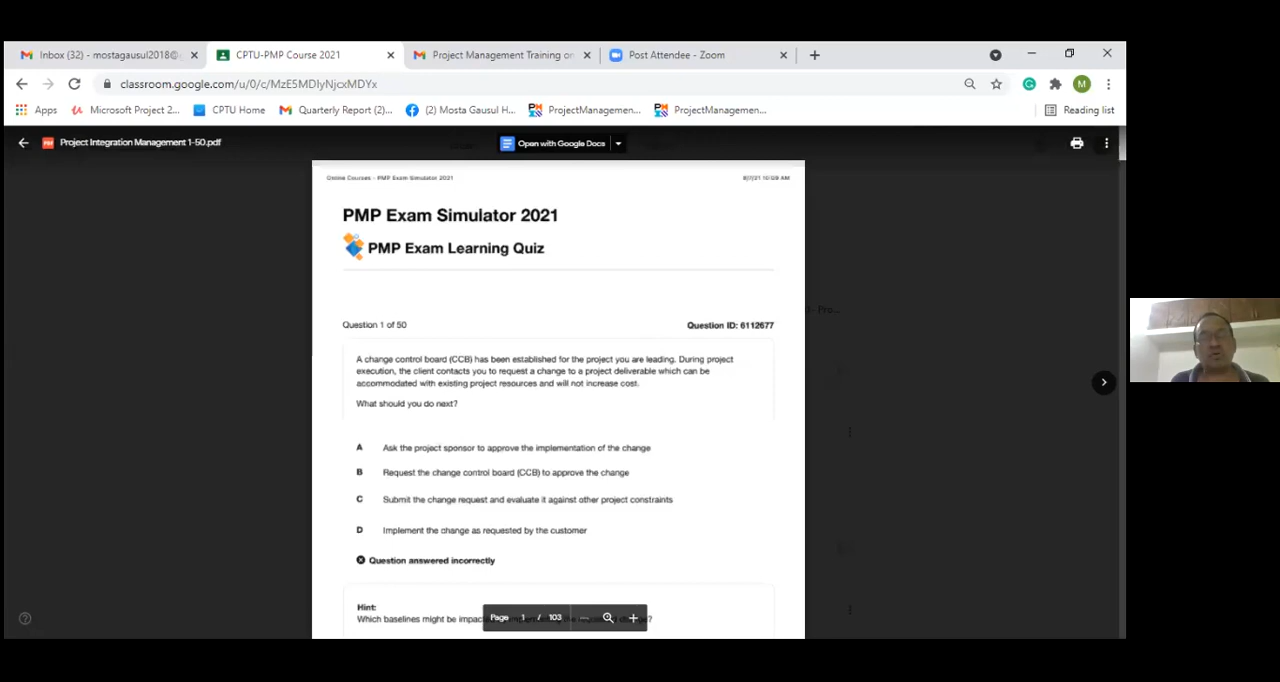 Inbox (32) - mostagausul2018@
CPTU-PMP Course 2021
Project Management Training on
Post Attendee - Zoom
classroom.google.com/u/0/c/MzE5MDIyNjcxMDYx
Apps
Microsoft Project 2...
CPTU Home
Quarterly Report (2)...
(2) Mosta Gausul H...
ProjectManagemen...
ProjectManagemen...
Reading list
Project Integration Management 1-50.pdf
Open with Google Docs
Online Courses - PMP Exam Simulator 2021
8/7/21 10:59 AM
PMP Exam Simulator 2021
PMP Exam Learning Quiz
Question 1 of 50
Question ID: 6112677
A change control board (CCB) has been established for the project you are leading. During project
execution, the client contacts you to request a change to a project deliverable which can be
accommodated with existing project resources and will not increase cost.
What should you do next?
A Ask the project sponsor to approve the implementation of the change
B Request the change control board (CCB) to approve the change
C Submit the change request and evaluate it against other project constraints
D Implement the change as requested by the customer
Question answered incorrectly
Hint:
Which baselines might be
Page 1 / 103